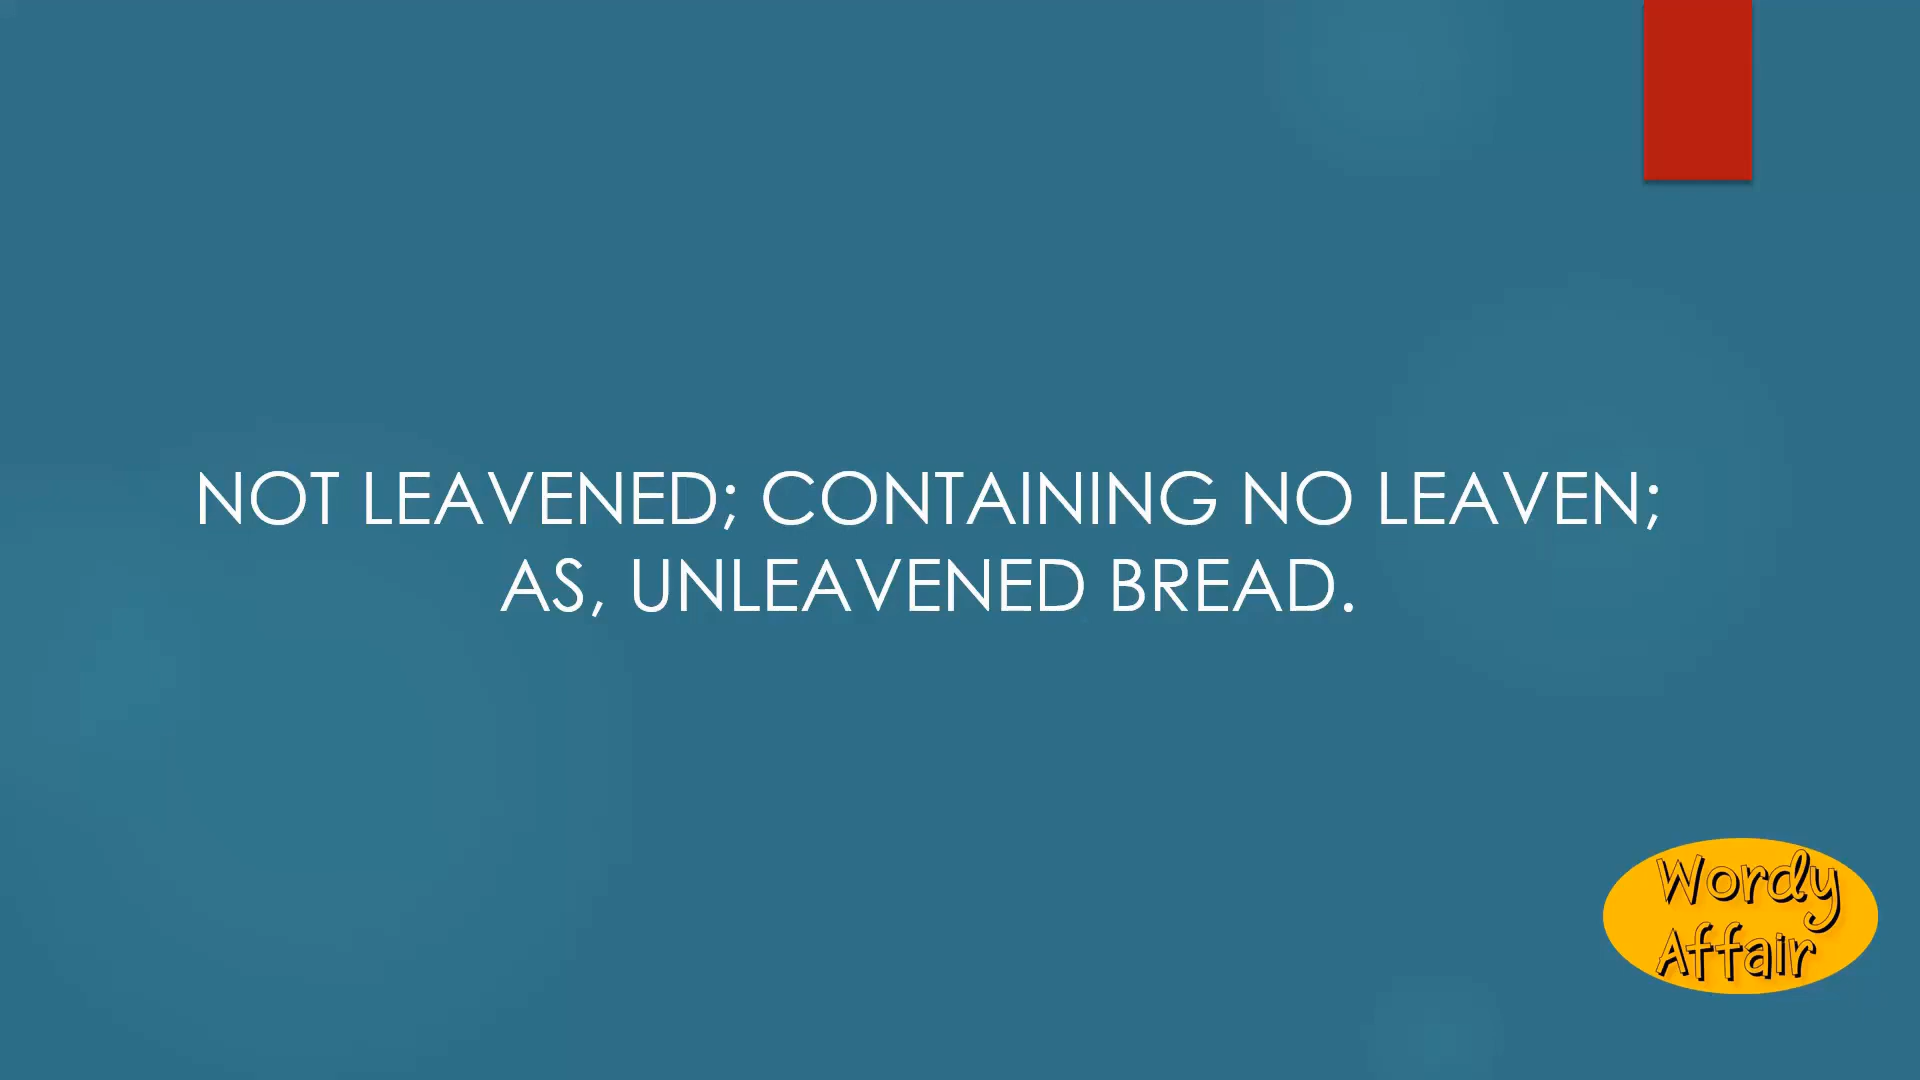 NOT LEAVENED; CONTAINING NO LEAVEN;
AS, UNLEAVENED BREAD.
Wordy
Affair